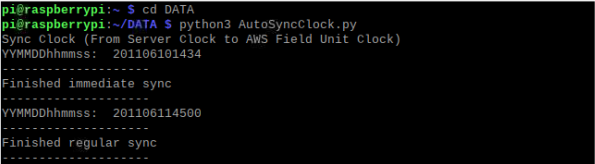 pi@raspberrypi:~ $ cd DATA
pi@raspberrypi:~/DATA $ python3 AutoSyncClock.py
Sync Clock (From Server Clock to AWS Field Unit Clock)
YYMMDDhhmmss:  201106101434
--------------------
Finished immediate sync
--------------------
YYMMDDhhmmss:  201106114500
--------------------
Finished regular sync
--------------------